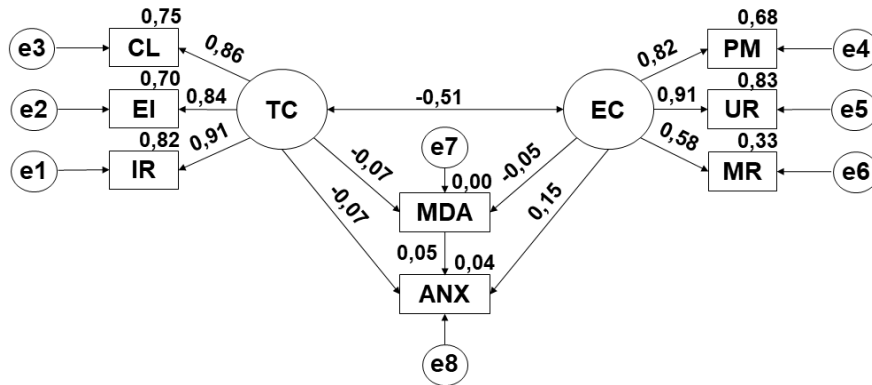 0,75
0,68
e3
CL
0,86
0,82
PM
e4
0,70
0,83
e2
EI
0,84
TC
-0,51
EC
0,91
UR
e5
0,82
0,91
e7
0,58
0,33
e1
IR
-0,07
-0,05
MR
e6
0,00
MDA
-0,07
0,15
0,05
0,04
ANX
e8